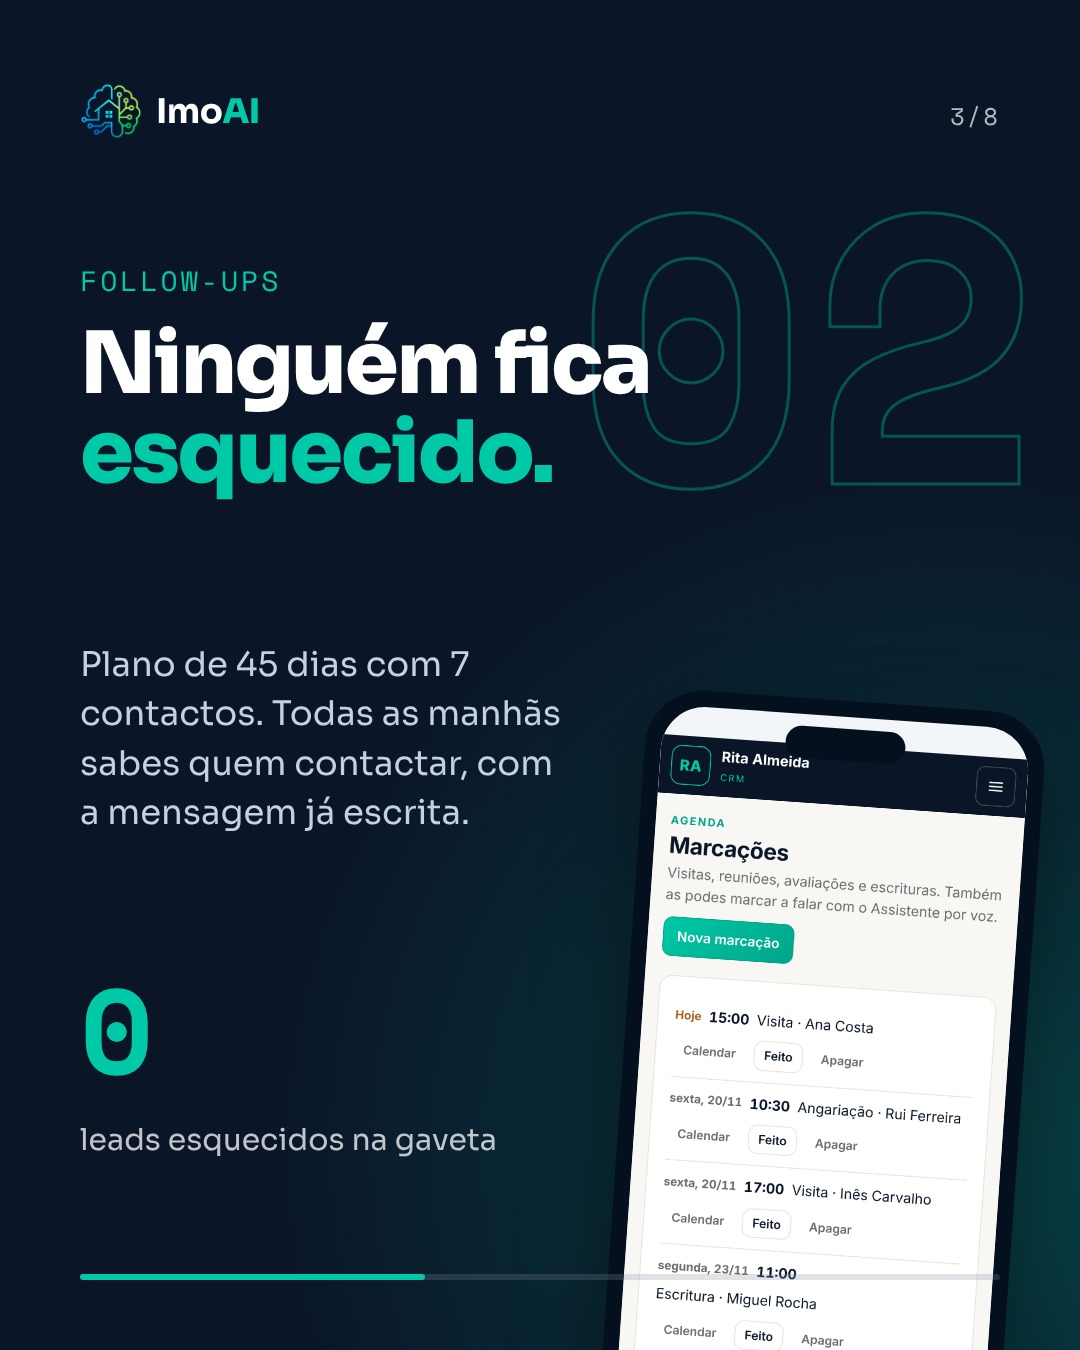 ImoAI
3 / 8
02
FOLLOW-UPS
Ninguém fica
esquecido.
Plano de 45 dias com 7
contactos. Todas as manhãs
sabes quem contactar, com
a mensagem já escrita.
0
leads esquecidos na gaveta
RA
Rita Almeida
CRM
AGENDA
Marcações
Visitas, reuniões, avaliações e escrituras. Também
as podes marcar a falar com o Assistente por voz.
Nova marcação
Hoje 15:00 Visita · Ana Costa
Calendar Feito Apagar
sexta, 20/11 10:30 Angariação · Rui Ferreira
Calendar Feito Apagar
sexta, 20/11 17:00 Visita · Inês Carvalho
Calendar Feito Apagar
segunda, 23/11 11:00
Escritura · Miguel Rocha
Calendar Feito Apagar